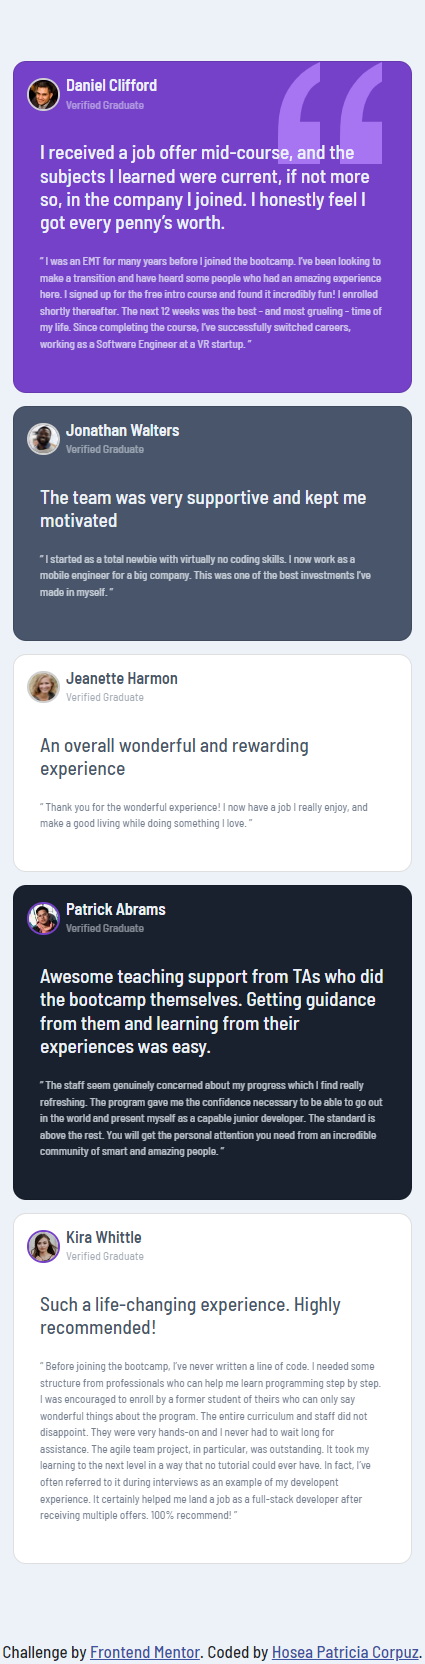 Daniel Clifford
Verified Graduate
I received a job offer mid-course, and the
subjects I learned were current, if not more
so, in the company I joined. I honestly feel I
got every penny’s worth.
“ I was an EMT for many years before I joined the bootcamp. I’ve been looking to
make a transition and have heard some people who had an amazing experience
here. I signed up for the free intro course and found it incredibly fun! I enrolled
shortly thereafter. The next 12 weeks was the best - and most grueling - time of
my life. Since completing the course, I’ve successfully switched careers,
working as a Software Engineer at a VR startup. ”
Jonathan Walters
Verified Graduate
The team was very supportive and kept me
motivated
“ I started as a total newbie with virtually no coding skills. I now work as a
mobile engineer for a big company. This was one of the best investments I’ve
made in myself. ”
Jeanette Harmon
Verified Graduate
An overall wonderful and rewarding
experience
“ Thank you for the wonderful experience! I now have a job I really enjoy, and
make a good living while doing something I love. ”
Patrick Abrams
Verified Graduate
Awesome teaching support from TAs who did
the bootcamp themselves. Getting guidance
from them and learning from their
experiences was easy.
“ The staff seem genuinely concerned about my progress which I find really
refreshing. The program gave me the confidence necessary to be able to go out
in the world and present myself as a capable junior developer. The standard is
above the rest. You will get the personal attention you need from an incredible
community of smart and amazing people. ”
Kira Whittle
Verified Graduate
Such a life-changing experience. Highly
recommended!
“ Before joining the bootcamp, I’ve never written a line of code. I needed some
structure from professionals who can help me learn programming step by step.
I was encouraged to enroll by a former student of theirs who can only say
wonderful things about the program. The entire curriculum and staff did not
disappoint. They were very hands-on and I never had to wait long for
assistance. The agile team project, in particular, was outstanding. It took my
learning to the next level in a way that no tutorial could ever have. In fact, I’ve
often referred to it during interviews as an example of my developent
experience. It certainly helped me land a job as a full-stack developer after
receiving multiple offers. 100% recommend! ”
Challenge by Frontend Mentor. Coded by Hosea Patricia Corpuz.